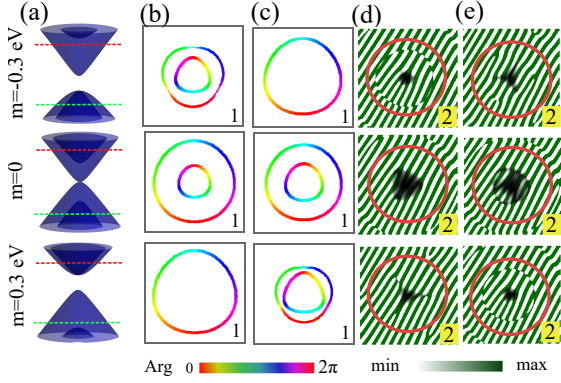 (a) (b) (c) (d) (e)
m=-0.3 eV
1 1 2 2
m=0
1 1 2 2
m=0.3 eV
1 1 2 2
Arg 0 2π min max